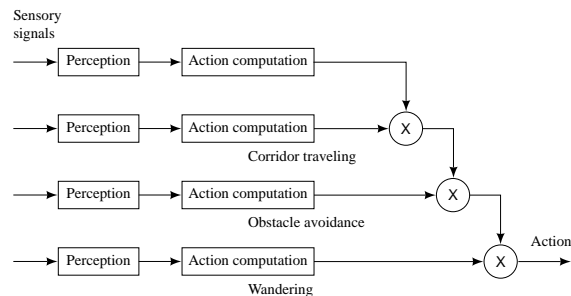 Sensory
signals
Perception
Action computation
Perception
Action computation
X
Corridor traveling
Perception
Action computation
X
Obstacle avoidance
Perception
Action computation
X
Action
Wandering